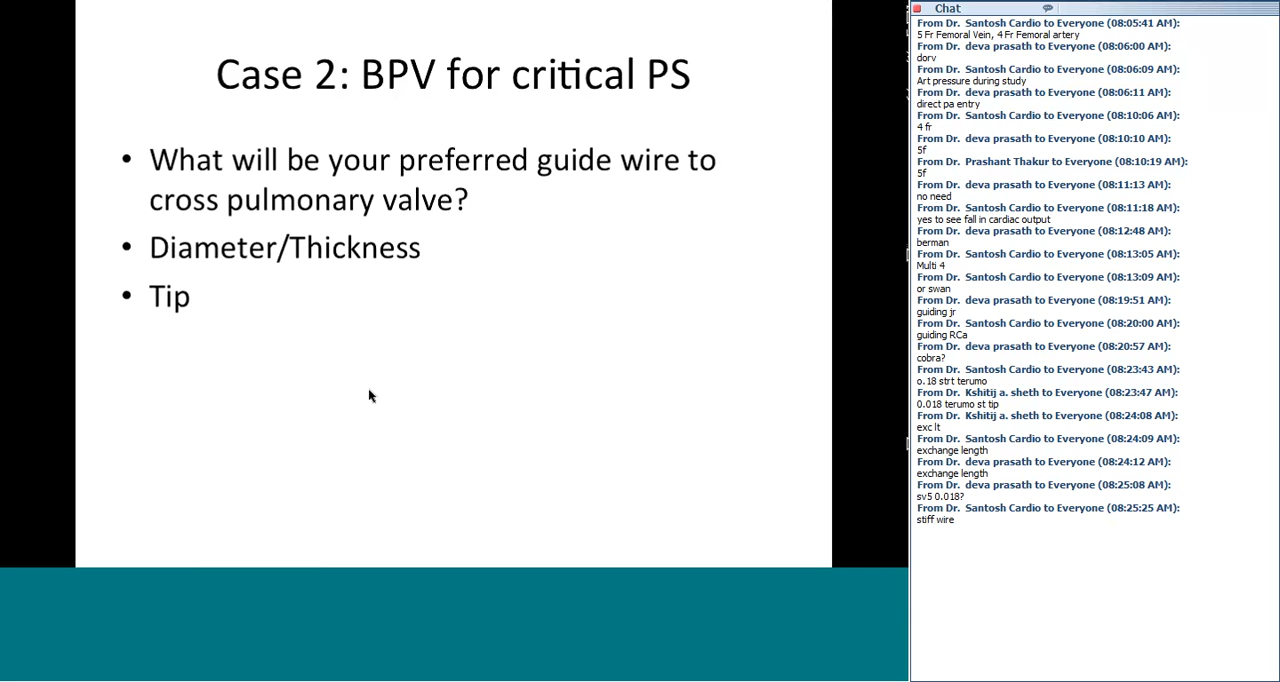 Case 2: BPV for critical PS
• What will be your preferred guide wire to
cross pulmonary valve?
• Diameter/Thickness
• Tip
Chat
From Dr. Santosh Cardio to Everyone (08:05:41 AM):
5 Fr Femoral Vein, 4 Fr Femoral artery
From Dr. deva prasath to Everyone (08:06:00 AM):
dorv
From Dr. Santosh Cardio to Everyone (08:06:09 AM):
Art pressure during study
From Dr. deva prasath to Everyone (08:06:11 AM):
direct pa entry
From Dr. Santosh Cardio to Everyone (08:10:06 AM):
4 fr
From Dr. deva prasath to Everyone (08:10:10 AM):
5f
From Dr. Prashant Thakur to Everyone (08:10:19 AM):
5f
From Dr. deva prasath to Everyone (08:11:13 AM):
no need
From Dr. Santosh Cardio to Everyone (08:11:18 AM):
yes to see fall in cardiac output
From Dr. deva prasath to Everyone (08:12:48 AM):
berman
From Dr. Santosh Cardio to Everyone (08:13:05 AM):
Multi 4
From Dr. Santosh Cardio to Everyone (08:13:09 AM):
or swan
From Dr. deva prasath to Everyone (08:19:51 AM):
guiding jr
From Dr. Santosh Cardio to Everyone (08:20:00 AM):
guiding RCa
From Dr. deva prasath to Everyone (08:20:57 AM):
cobra?
From Dr. Santosh Cardio to Everyone (08:23:43 AM):
o.18 strt terumo
From Dr. Kshitij a. sheth to Everyone (08:23:47 AM):
0.018 terumo st tip
From Dr. Kshitij a. sheth to Everyone (08:24:08 AM):
exc lt
From Dr. Santosh Cardio to Everyone (08:24:09 AM):
exchange length
From Dr. deva prasath to Everyone (08:24:12 AM):
exchange length
From Dr. deva prasath to Everyone (08:25:08 AM):
sv5 0.018?
From Dr. Santosh Cardio to Everyone (08:25:25 AM):
stiff wire